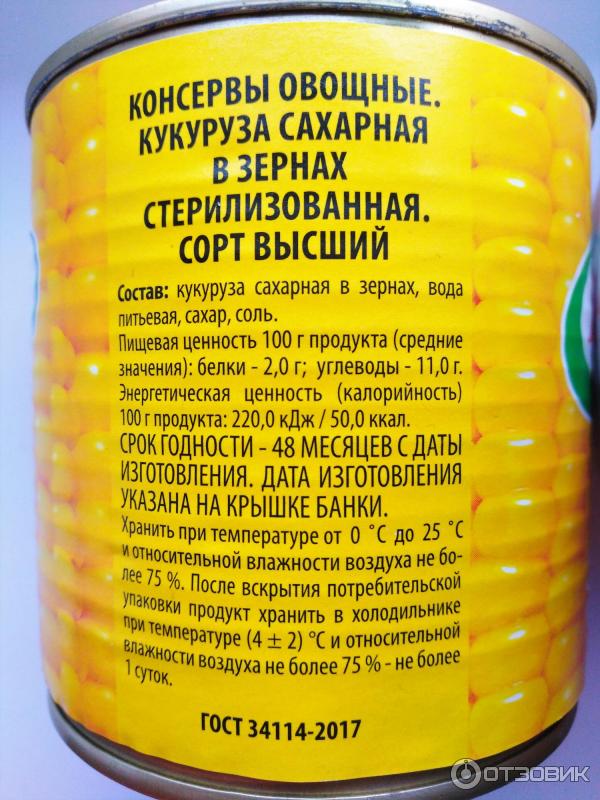 КОНСЕРВЫ ОВОЩНЫЕ.
КУКУРУЗА САХАРНАЯ
В ЗЕРНАХ
СТЕРИЛИЗОВАННАЯ.
СОРТ ВЫСШИЙ
Состав: кукуруза сахарная в зернах, вода
питьевая, сахар, соль.
Пищевая ценность 100 г продукта (средние
значения): белки - 2,0 г; углеводы - 11,0 г.
Энергетическая ценность (калорийность)
100 г продукта: 220,0 кДж / 50,0 ккал.
СРОК ГОДНОСТИ - 48 МЕСЯЦЕВ С ДАТЫ
ИЗГОТОВЛЕНИЯ. ДАТА ИЗГОТОВЛЕНИЯ
УКАЗАНА НА КРЫШКЕ БАНКИ.
Хранить при температуре от 0 °С до 25 °С
и относительной влажности воздуха не бо-
лее 75 %. После вскрытия потребительской
упаковки продукт хранить в холодильнике
при температуре (4 ± 2) °С и относительной
влажности воздуха не более 75 % - не более
1 суток.
ГОСТ 34114-2017
ОТЗОВИК